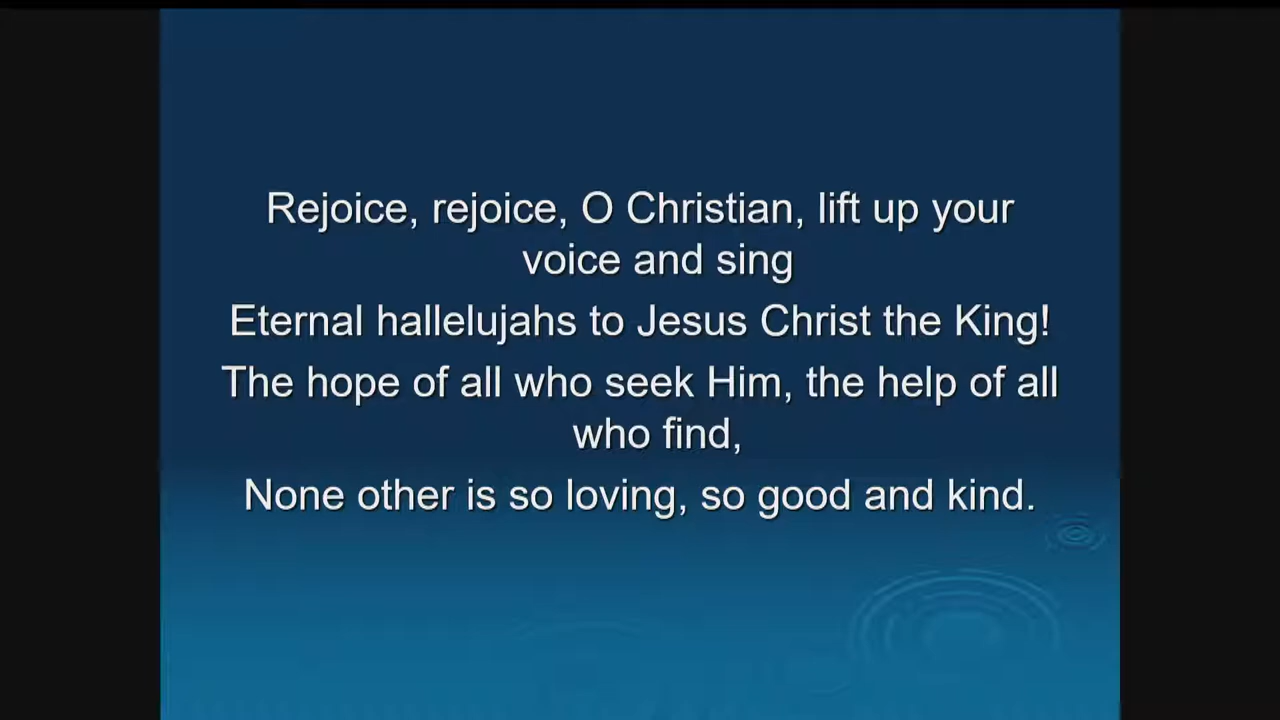 Rejoice, rejoice, O Christian, lift up your
voice and sing
Eternal hallelujahs to Jesus Christ the King!
The hope of all who seek Him, the help of all
who find,
None other is so loving, so good and kind.